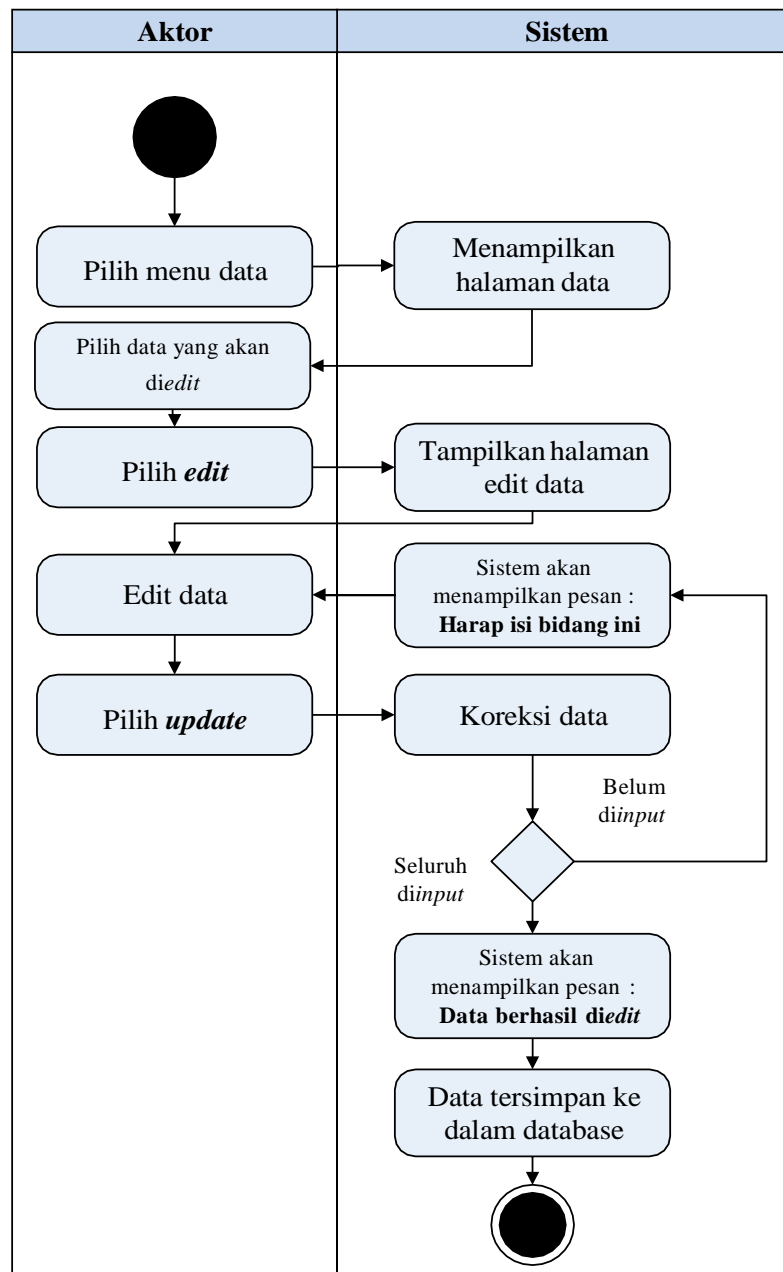 Aktor
Sistem
Pilih menu data
Menampilkan
halaman data
Pilih data yang akan
diedit
Pilih edit
Tampilkan halaman
edit data
Edit data
Sistem akan
menampilkan pesan :
Harap isi bidang ini
Pilih update
Koreksi data
Belum
diinput
Seluruh
diinput
Sistem akan
menampilkan pesan :
Data berhasil diedit
Data tersimpan ke
dalam database